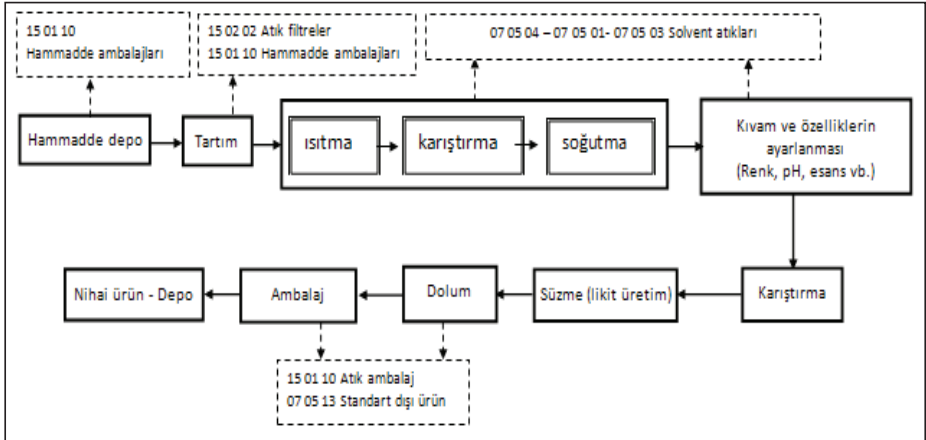 15 01 10
Hammadde ambalajları
15 02 02 Atık filtreler
15 01 10 Hammadde ambalajları
07 05 04 – 07 05 01- 07 05 03 Solvent atıkları
Hammadde depo
Tartım
ısıtma
karıştırma
soğutma
Kıvam ve özelliklerin
ayarlanması
(Renk, pH, esans vb.)
Nihai ürün - Depo
Ambalaj
Dolum
Süzme (likit üretim)
Karıştırma
15 01 10 Atık ambalaj
07 05 13 Standart dışı ürün